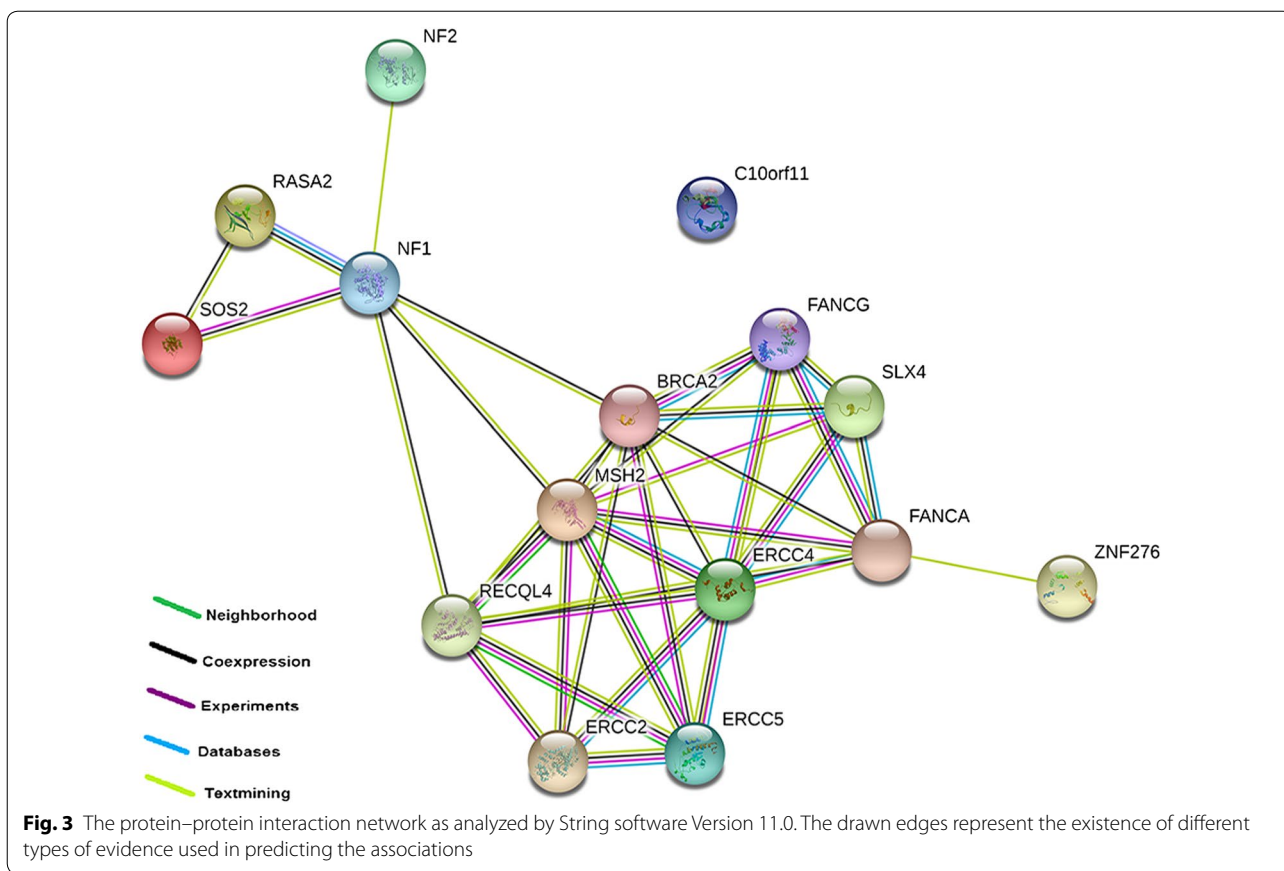 NF2
C10orf11
RASA2
NF1
SOS2
FANCG
SLX4
BRCA2
MSH2
FANCA
ZNF276
ERCC4
RECQL4
ERCC2
ERCC5
Neighborhood
Coexpression
Experiments
Databases
Textmining
Fig. 3 The protein–protein interaction network as analyzed by String software Version 11.0. The drawn edges represent the existence of different
types of evidence used in predicting the associations